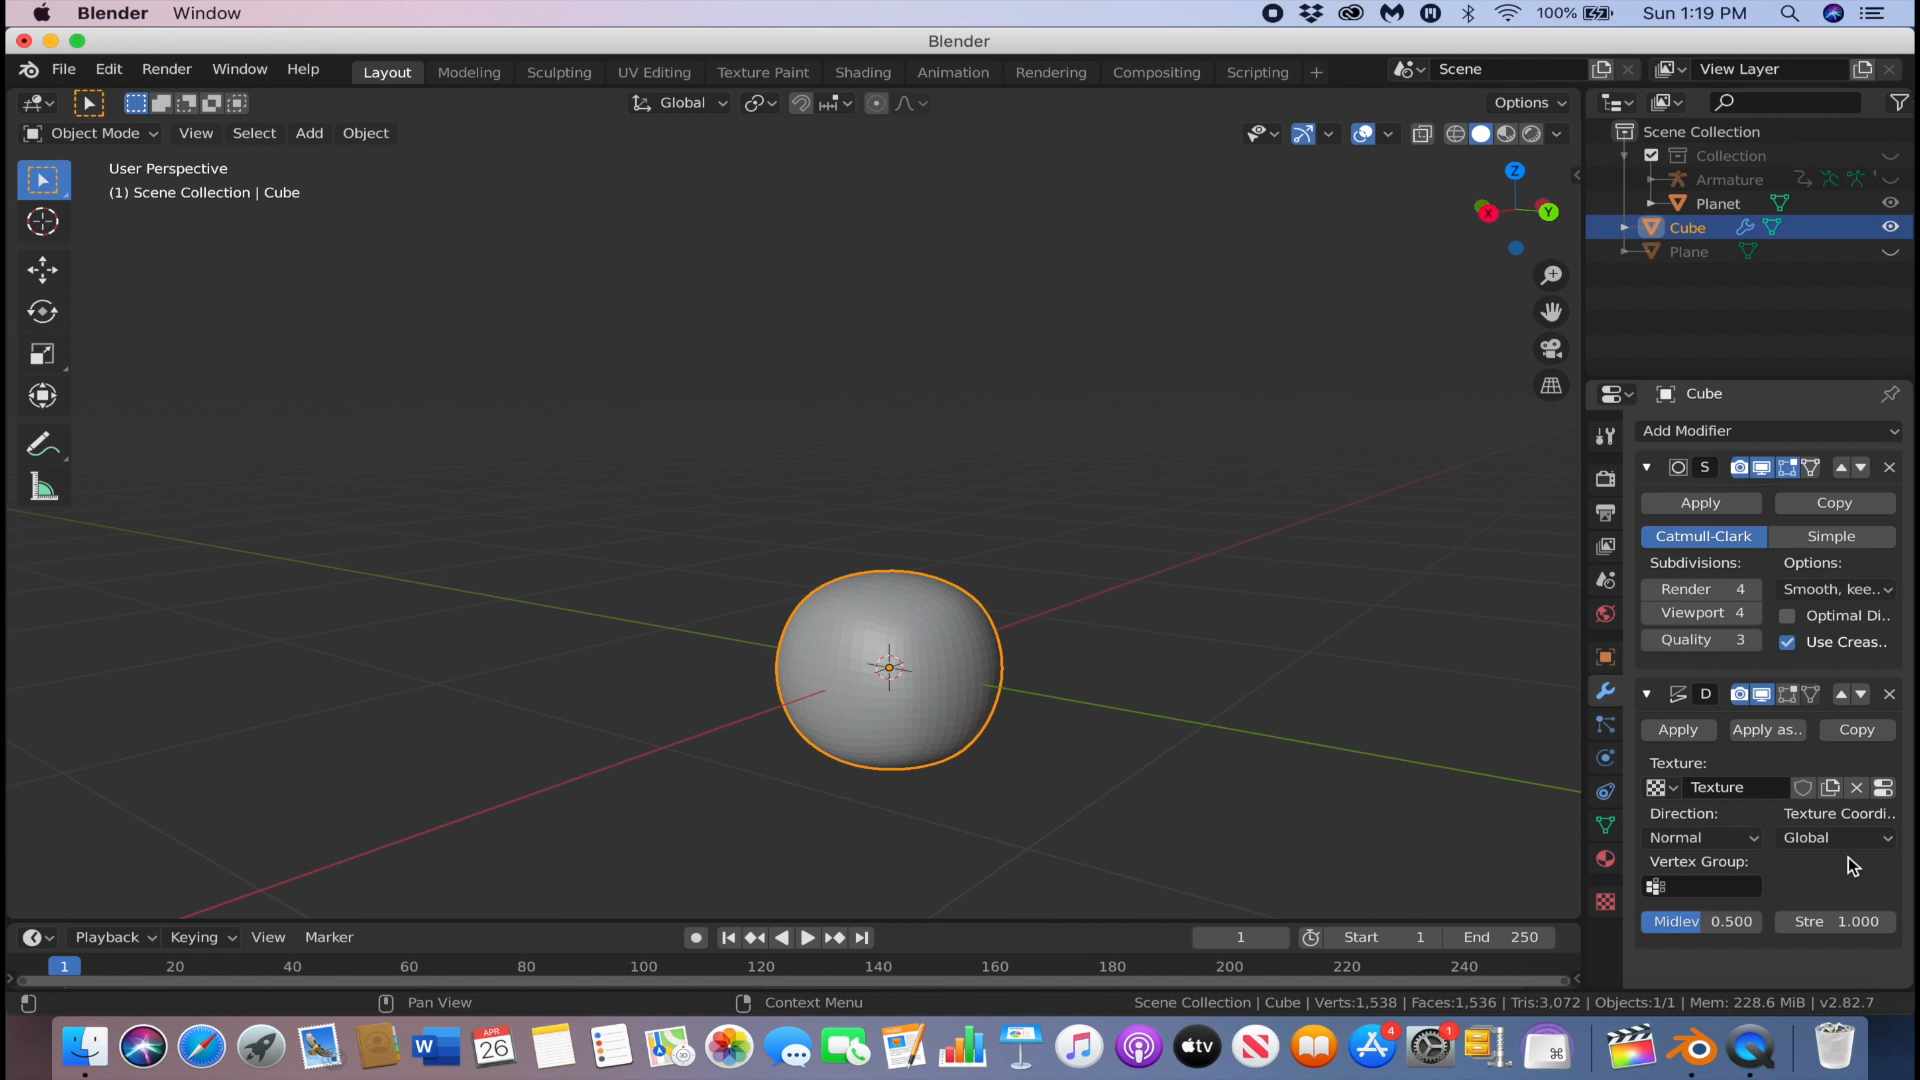 Blender Window 100% Sun 1:19 PM
Blender
File Edit Render Window Help Layout Modeling Sculpting UV Editing Texture Paint Shading Animation Rendering Compositing Scripting + Scene View Layer
Global Options
Object Mode View Select Add Object
User Perspective
(1) Scene Collection | Cube
Z
X
Y
Scene Collection
Collection
Armature
Planet
Cube
Plane
Cube
Add Modifier
S
Apply Copy
Catmull-Clark Simple
Subdivisions: Options:
Render 4 Smooth, kee..
Viewport 4 Optimal Di..
Quality 3 Use Creas..
D
Apply Apply as.. Copy
Texture:
Texture
Direction: Texture Coordi..
Normal Global
Vertex Group:
Midlev 0.500 Stre 1.000
Playback Keying View Marker 1 Start 1 End 250
1 20 40 60 80 100 120 140 160 180 200 220 240
Pan View Context Menu Scene Collection | Cube | Verts:1,538 | Faces:1,536 | Tris:3,072 | Objects:1/1 | Mem: 228.6 MiB | v2.82.7
W APR 26 tv 4 1